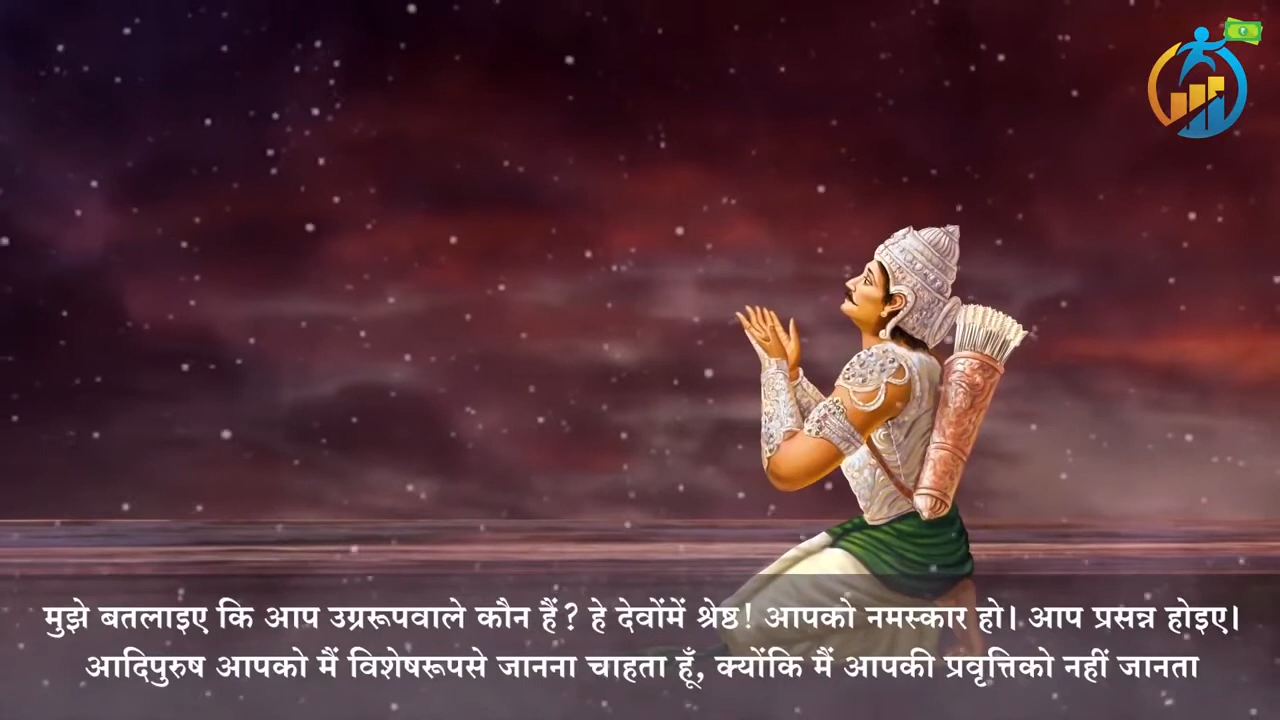 मुझे बतलाइए कि आप उग्ररूपवाले कौन हैं? हे देवोंमें श्रेष्ठ! आपको नमस्कार हो। आप प्रसन्न होइए।
आदिपुरुष आपको मैं विशेषरूपसे जानना चाहता हूँ, क्योंकि मैं आपकी प्रवृत्तिको नहीं जानता